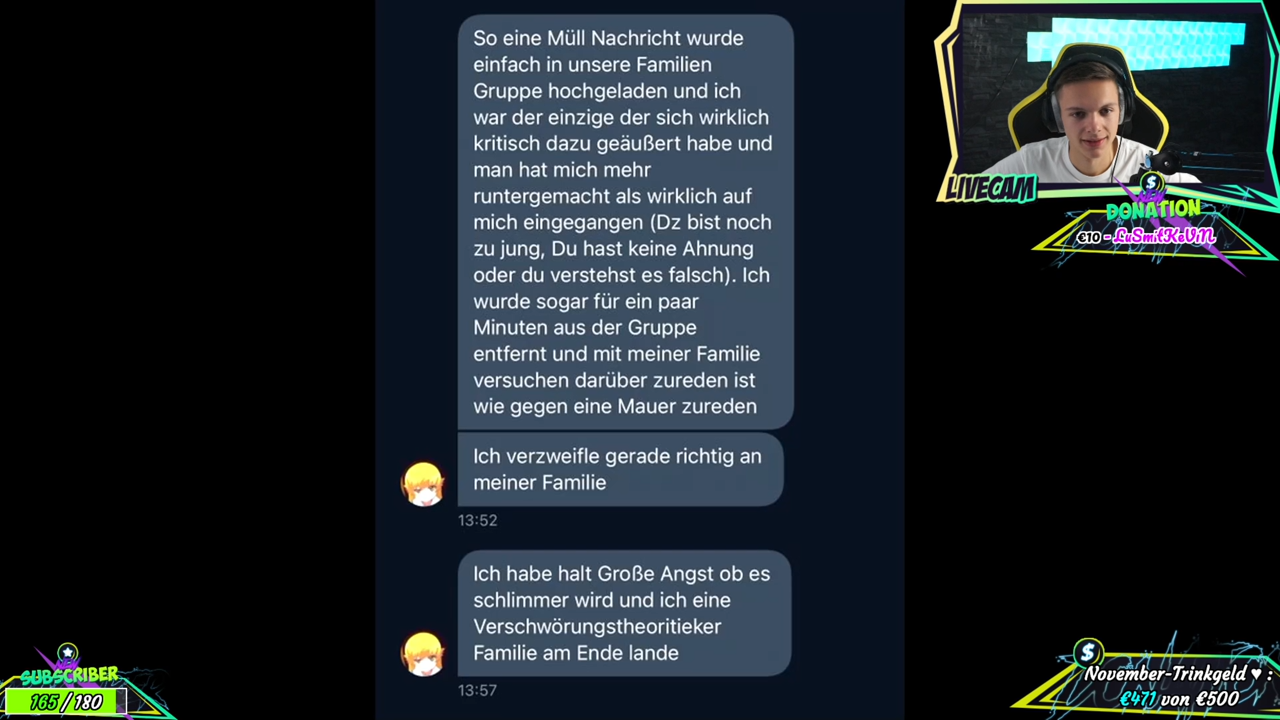 So eine Müll Nachricht wurde
einfach in unsere Familien
Gruppe hochgeladen und ich
war der einzige der sich wirklich
kritisch dazu geäußert habe und
man hat mich mehr
runtergemacht als wirklich auf
mich eingegangen (Dz bist noch
zu jung, Du hast keine Ahnung
oder du verstehst es falsch). Ich
wurde sogar für ein paar
Minuten aus der Gruppe
entfernt und mit meiner Familie
versuchen darüber zureden ist
wie gegen eine Mauer zureden
Ich verzweifle gerade richtig an
meiner Familie
13:52
Ich habe halt Große Angst ob es
schlimmer wird und ich eine
Verschwörungstheoritieker
Familie am Ende lande
13:57
LIVECAM
$
NEW
DONATION
€10 - LuSmitKeVIN
NEW
SUBSCRIBER
165 / 180
$
November-Trinkgeld ♥ :
€471 von €500